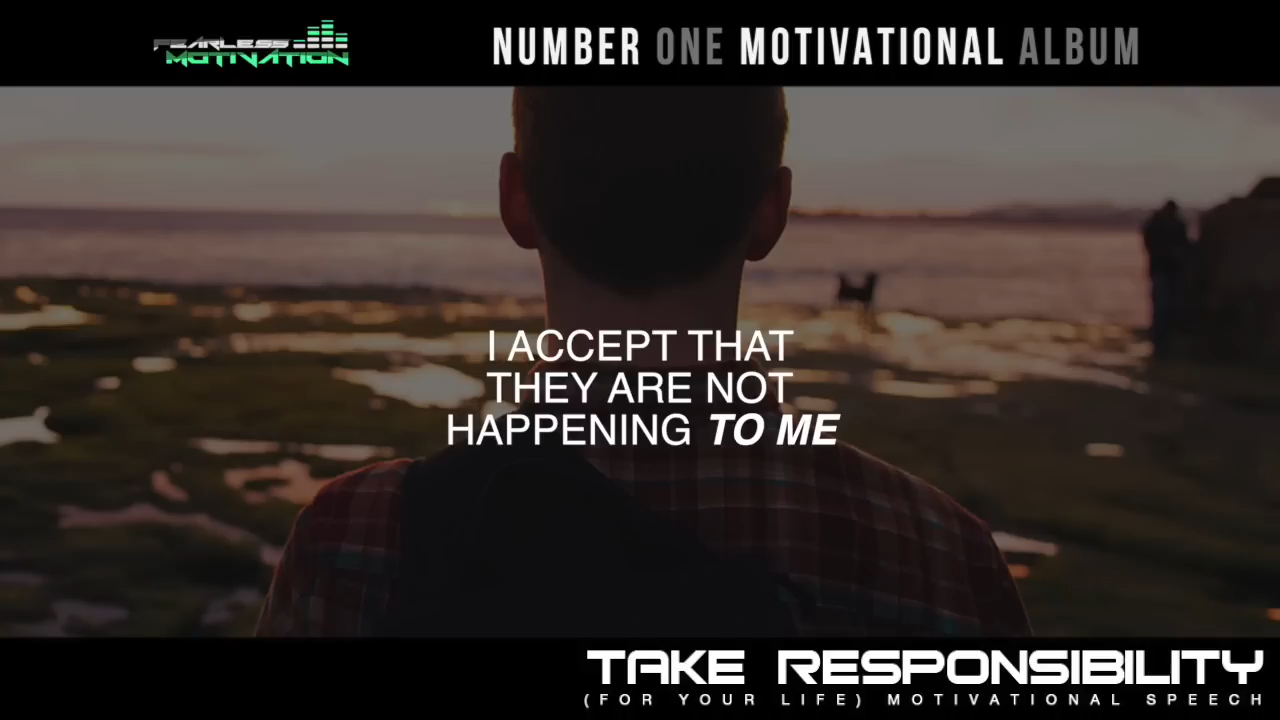 FEARLESS
MOTIVATION
NUMBER ONE MOTIVATIONAL ALBUM
I ACCEPT THAT
THEY ARE NOT
HAPPENING TO ME
TAKE RESPONSIBILITY
(FOR YOUR LIFE) MOTIVATIONAL SPEECH